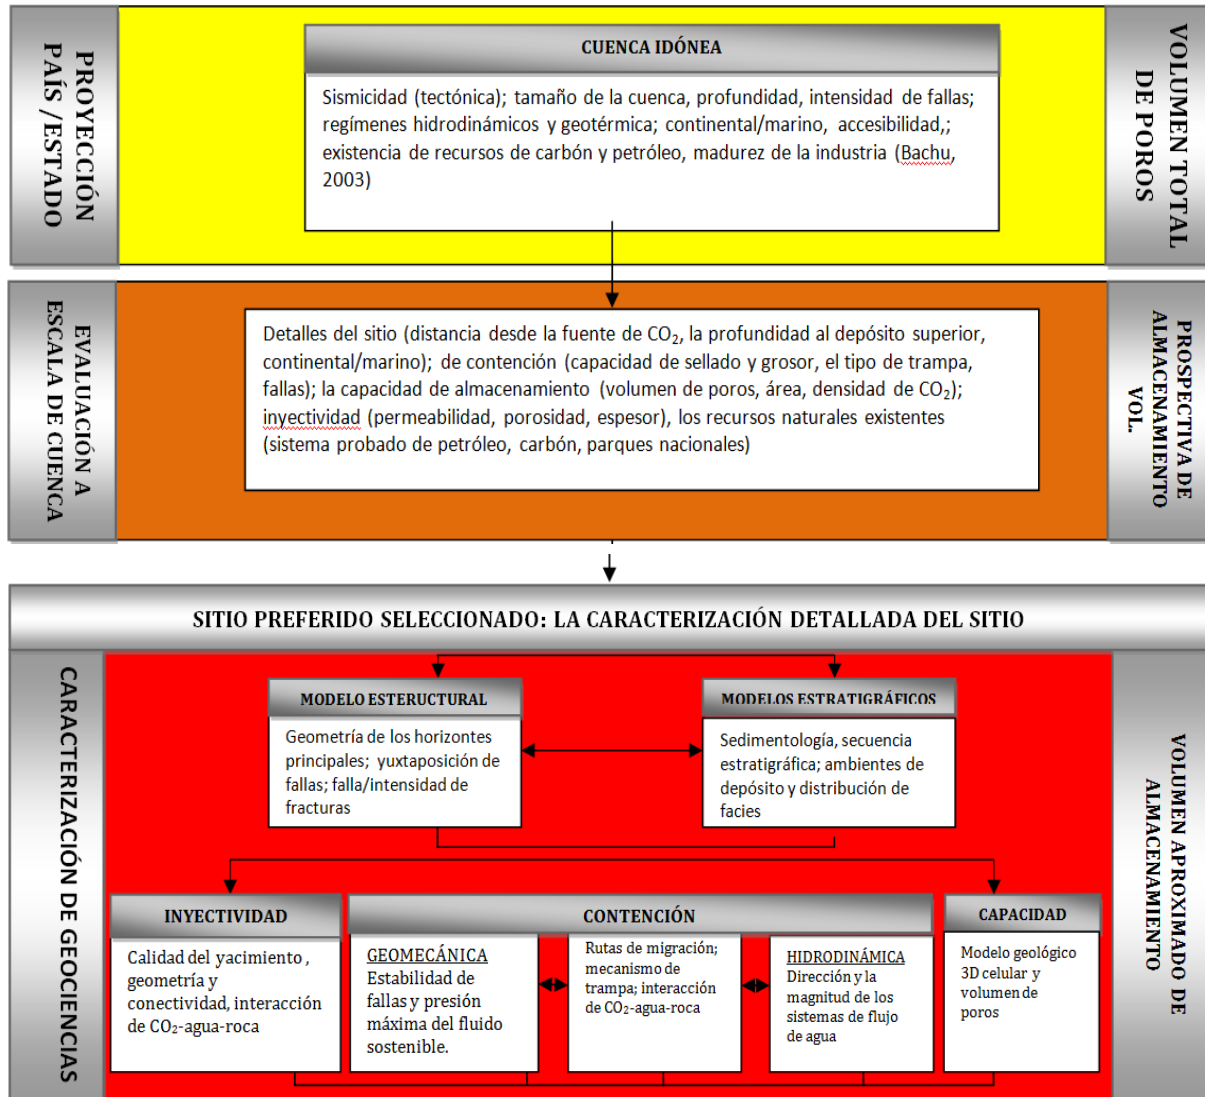 PROYECCIÓN
PAÍS /ESTADO
CUENCA IDÓNEA
Sismicidad (tectónica); tamaño de la cuenca, profundidad, intensidad de fallas;
regímenes hidrodinámicos y geotérmica; continental/marino, accesibilidad,;
existencia de recursos de carbón y petróleo, madurez de la industria (Bachu,
2003)
VOLUMEN TOTAL
DE POROS
EVALUACIÓN A
ESCALA DE CUENCA
Detalles del sitio (distancia desde la fuente de CO₂, la profundidad al depósito superior,
continental/marino); de contención (capacidad de sellado y grosor, el tipo de trampa,
fallas); la capacidad de almacenamiento (volumen de poros, área, densidad de CO₂);
inyectividad (permeabilidad, porosidad, espesor), los recursos naturales existentes
(sistema probado de petróleo, carbón, parques nacionales)
PROSPECTIVA DE
ALMACENAMIENTO
VOL.
SITIO PREFERIDO SELECCIONADO: LA CARACTERIZACIÓN DETALLADA DEL SITIO
CARACTERIZACIÓN DE GEOCIENCIAS
MODELO ESTERUCTURAL
Geometría de los horizontes
principales; yuxtaposición de
fallas; falla/intensidad de
fracturas
MODELOS ESTRATIGRÁFICOS
Sedimentología, secuencia
estratigráfica; ambientes de
depósito y distribución de
facies
INYECTIVIDAD
Calidad del yacimiento ,
geometría y
conectividad, interacción
de CO₂-agua-roca
CONTENCIÓN
GEOMECÁNICA
Estabilidad de
fallas y presión
máxima del fluido
sostenible.
Rutas de migración;
mecanismo de
trampa; interacción
de CO₂-agua-roca
HIDRODINÁMICA
Dirección y la
magnitud de los
sistemas de flujo
de agua
CAPACIDAD
Modelo geológico
3D celular y
volumen de
poros
VOLUMEN APROXIMADO DE
ALMACENAMIENTO